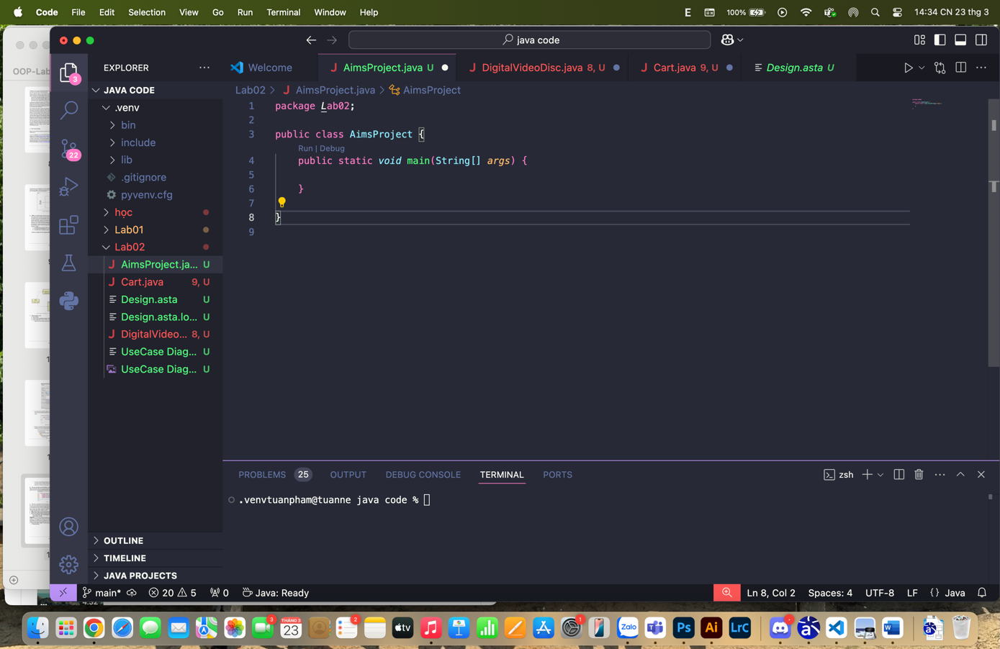 Code File Edit Selection View Go Run Terminal Window Help
E 100% 14:34 CN 23 thg 3
java code
OOP-Lab
EXPLORER
Welcome AimsProject.java U DigitalVideoDisc.java 8, U Cart.java 9, U Design.asta U
Lab02 > AimsProject.java > AimsProject
3
22
JAVA CODE
.venv
bin
include
lib
.gitignore
pyvenv.cfg
học
Lab01
Lab02
AimsProject.ja... U
Cart.java 9, U
Design.asta U
Design.asta.lo... U
DigitalVideo... 8, U
UseCase Diag... U
UseCase Diag... U
OUTLINE
TIMELINE
JAVA PROJECTS
1 package Lab02;
2
3 public class AimsProject {
Run | Debug
4 public static void main(String[] args) {
5
6 }
7
8 }
9
PROBLEMS 25 OUTPUT DEBUG CONSOLE TERMINAL PORTS
zsh
.venvtuanpham@tuanne java code %
main* 20 5 0 Java: Ready
Ln 8, Col 2 Spaces: 4 UTF-8 LF {} Java
3 THÁNG 3 23 2 tv 1 Zalo Ps Ai LrC W